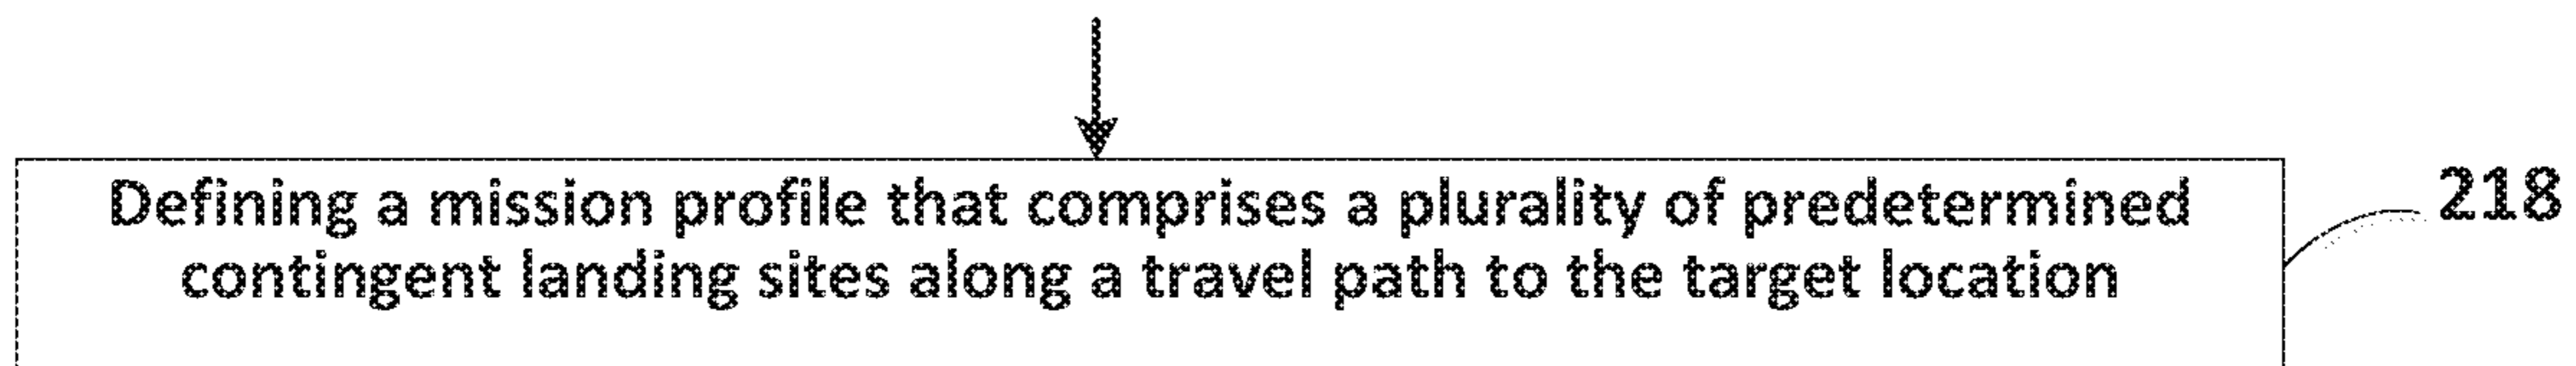 Defining a mission profile that comprises a plurality of predetermined
contingent landing sites along a travel path to the target location
218